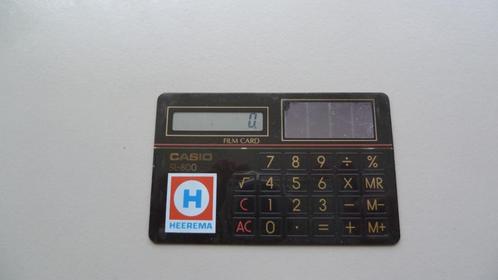 0.
FILM CARD
CASIO
SL-800
7 8 9 ÷ %
√ 4 5 6 X MR
C 1 2 3 - M-
AC 0 · = + M+
H
HEEREMA